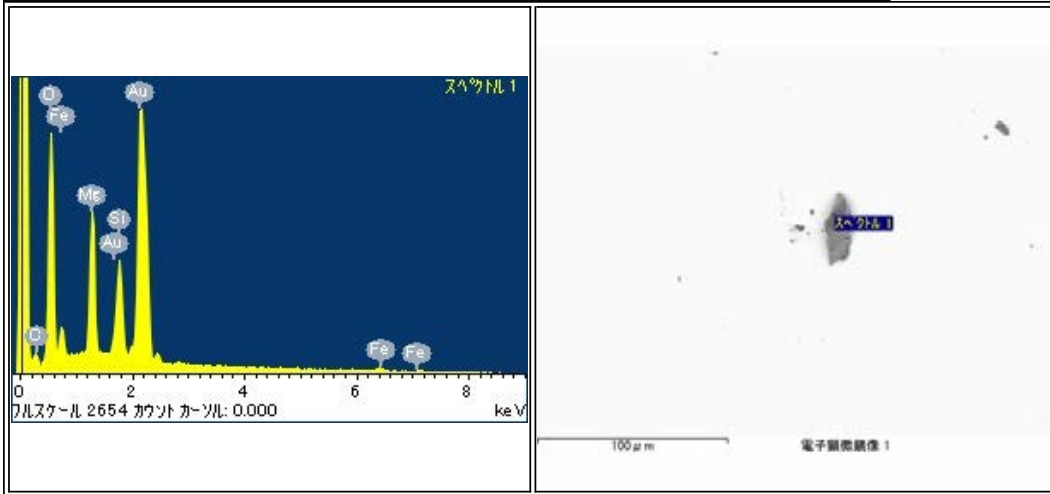 スペクトル 1
O
Fe
Au
Mg
Si
Au
C
Fe
Fe
0 2 4 6 8
フルスケール 2654 カウント カーソル: 0.000 keV
スペクトル 1
100μm
電子顕微鏡像 1